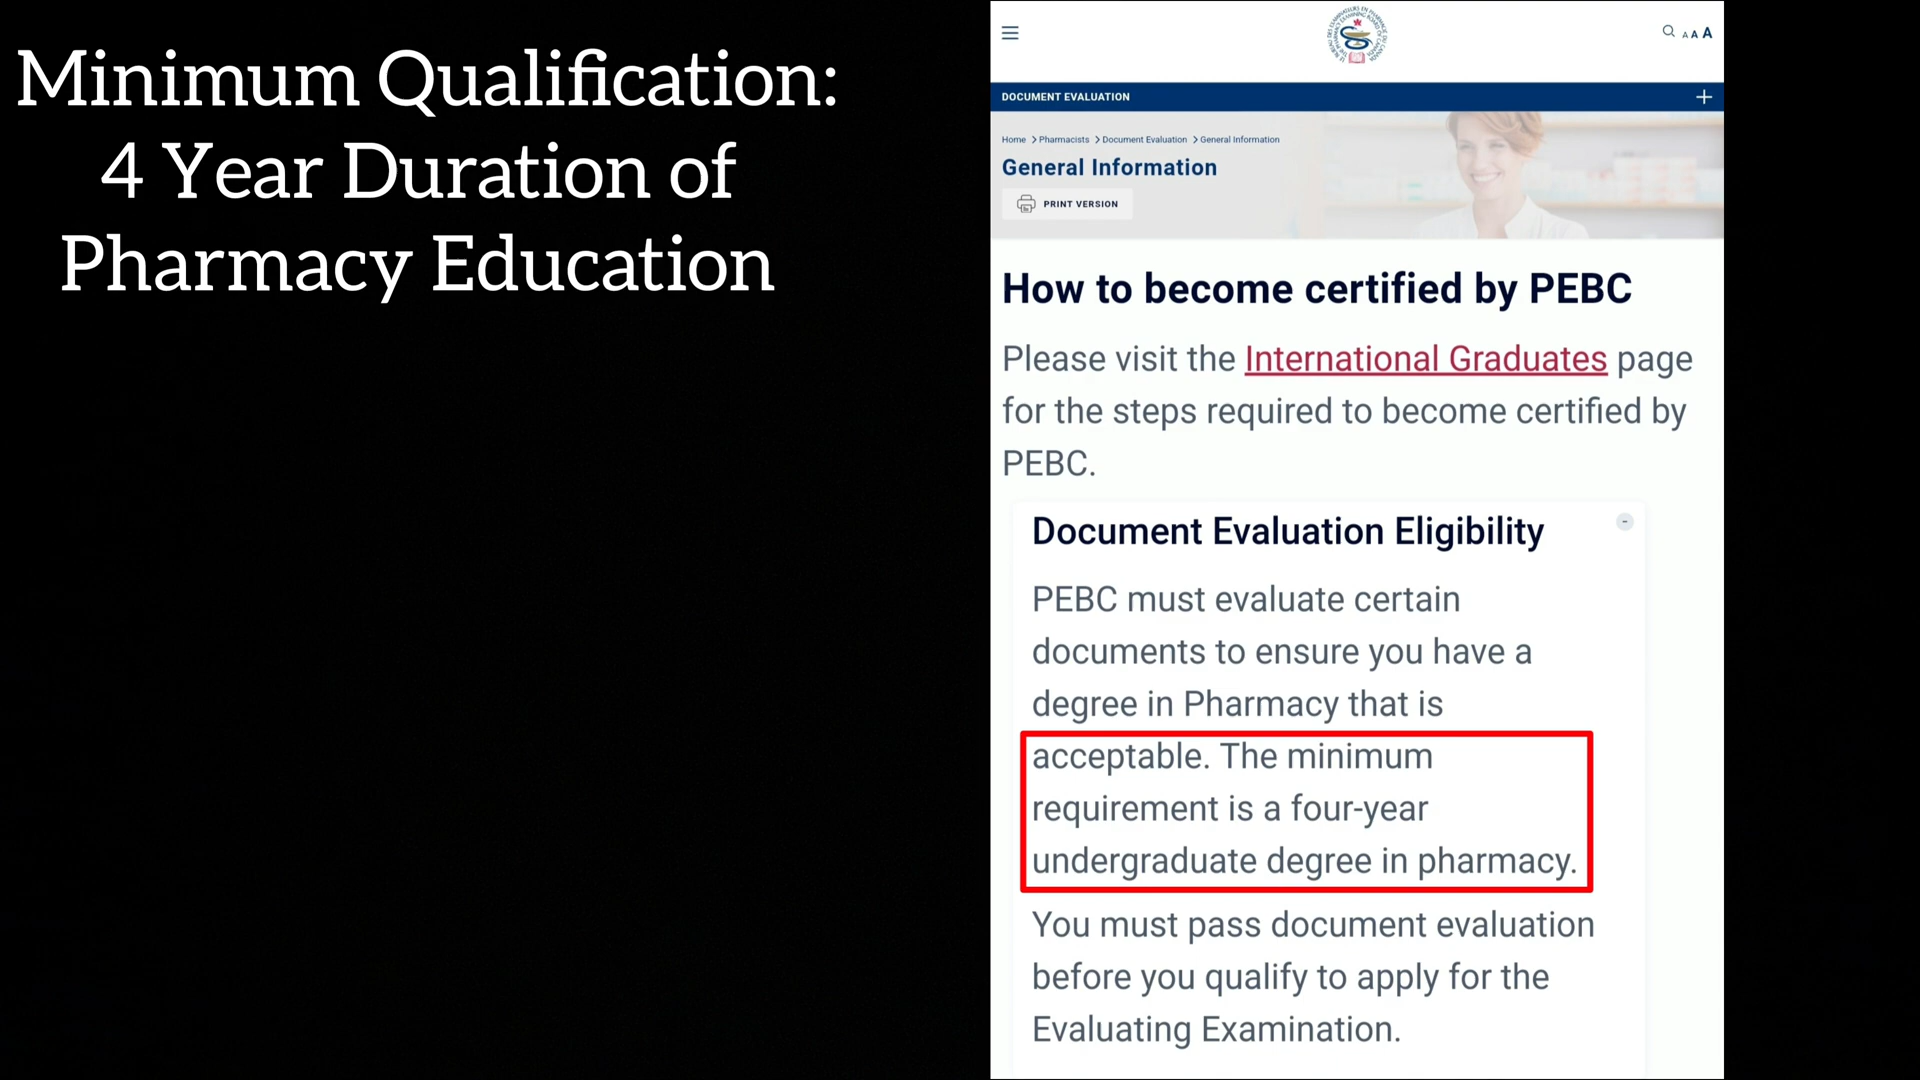 Minimum Qualification:
4 Year Duration of
Pharmacy Education
A A A
DOCUMENT EVALUATION
Home > Pharmacists > Document Evaluation > General Information
General Information
PRINT VERSION
How to become certified by PEBC
Please visit the International Graduates page
for the steps required to become certified by
PEBC.
Document Evaluation Eligibility
PEBC must evaluate certain
documents to ensure you have a
degree in Pharmacy that is
acceptable. The minimum
requirement is a four-year
undergraduate degree in pharmacy.
You must pass document evaluation
before you qualify to apply for the
Evaluating Examination.